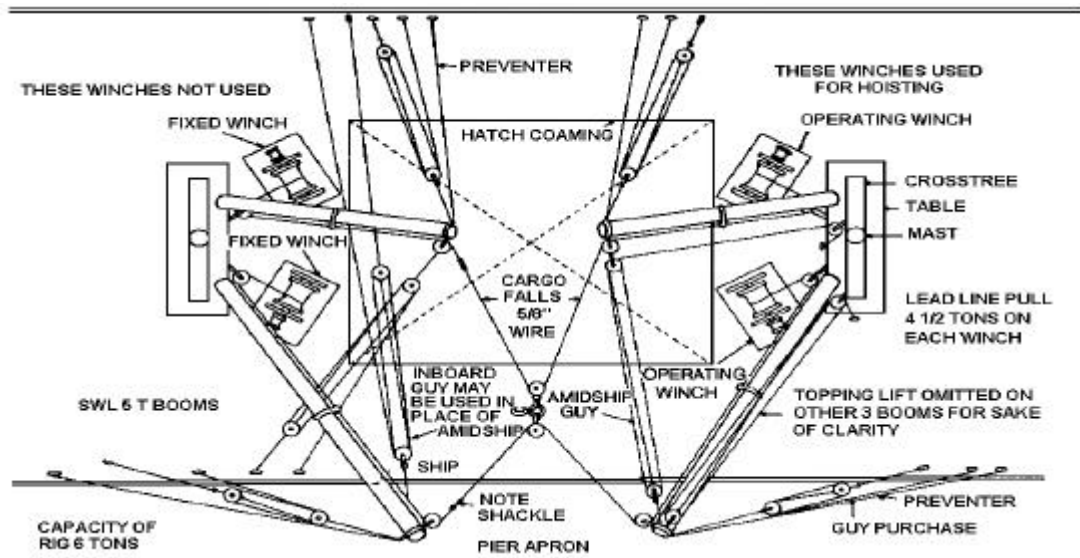 PREVENTER
THESE WINCHES NOT USED
THESE WINCHES USED
FOR HOISTING
FIXED WINCH
HATCH COAMING
OPERATING WINCH
CROSSTREE
TABLE
MAST
FIXED WINCH
CARGO
FALLS
5/8"
WIRE
LEAD LINE PULL
4 1/2 TONS ON
EACH WINCH
SWL 5 T BOOMS
INBOARD
GUY MAY
BE USED IN
PLACE OF
AMIDSHIP
AMIDSHIP
GUY
OPERATING
WINCH
TOPPING LIFT OMITTED ON
OTHER 3 BOOMS FOR SAKE
OF CLARITY
SHIP
NOTE
SHACKLE
PREVENTER
GUY PURCHASE
CAPACITY OF
RIG 6 TONS
PIER APRON